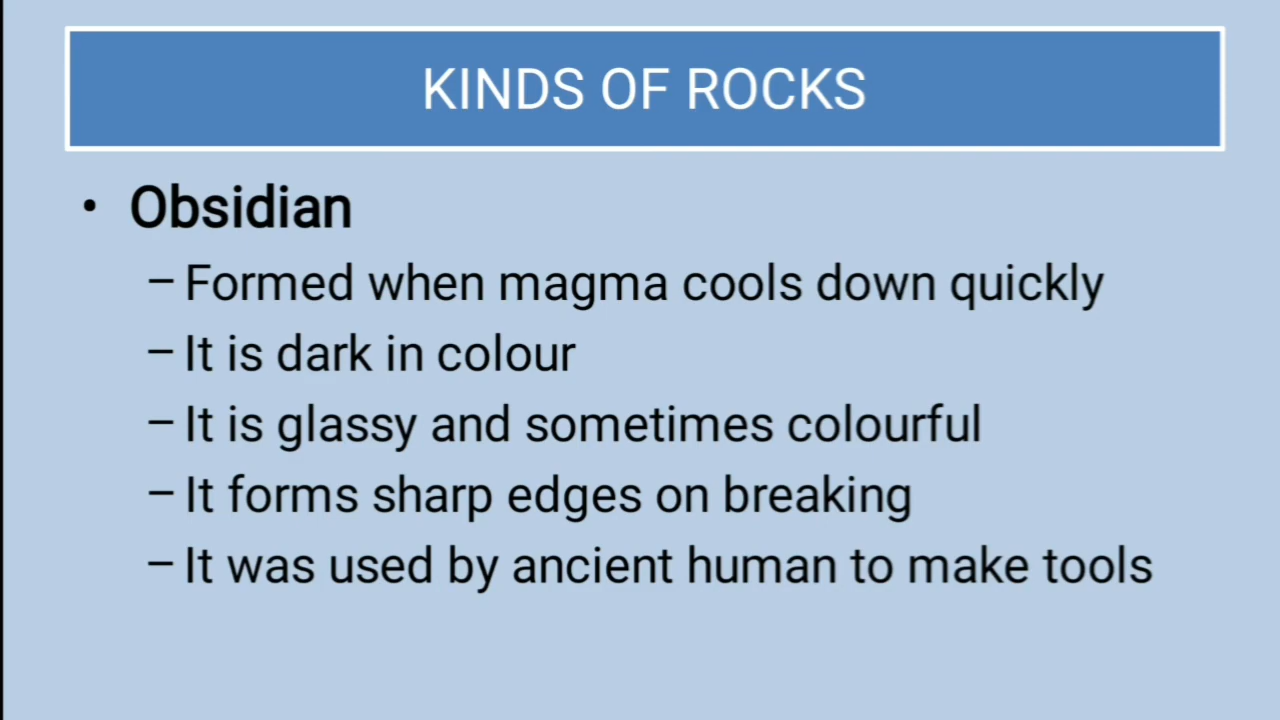 KINDS OF ROCKS
• Obsidian
– Formed when magma cools down quickly
– It is dark in colour
– It is glassy and sometimes colourful
– It forms sharp edges on breaking
– It was used by ancient human to make tools